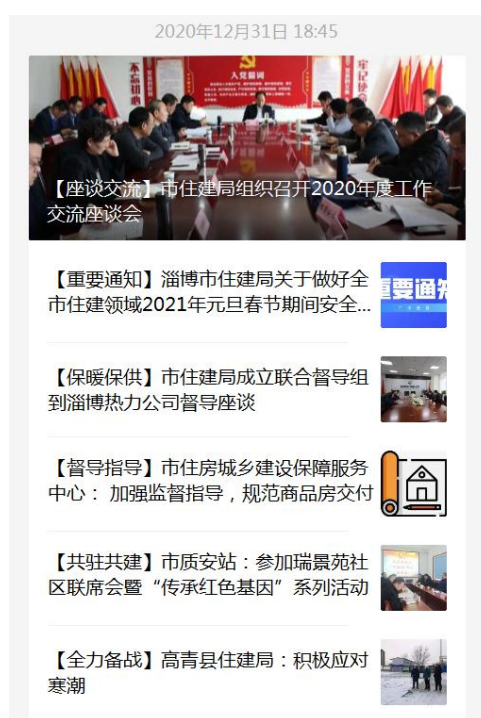 2020年12月31日 18:45
不忘初心
入党誓词
牢记使命
【座谈交流】市住建局组织召开2020年度工作
交流座谈会
【重要通知】淄博市住建局关于做好全
市住建领域2021年元旦春节期间安全...
重要通知
【保暖保供】市住建局成立联合督导组
到淄博热力公司督导座谈
【督导指导】市住房城乡建设保障服务
中心： 加强监督指导，规范商品房交付
【共驻共建】市质安站：参加瑞景苑社
区联席会暨“传承红色基因”系列活动
【全力备战】高青县住建局：积极应对
寒潮